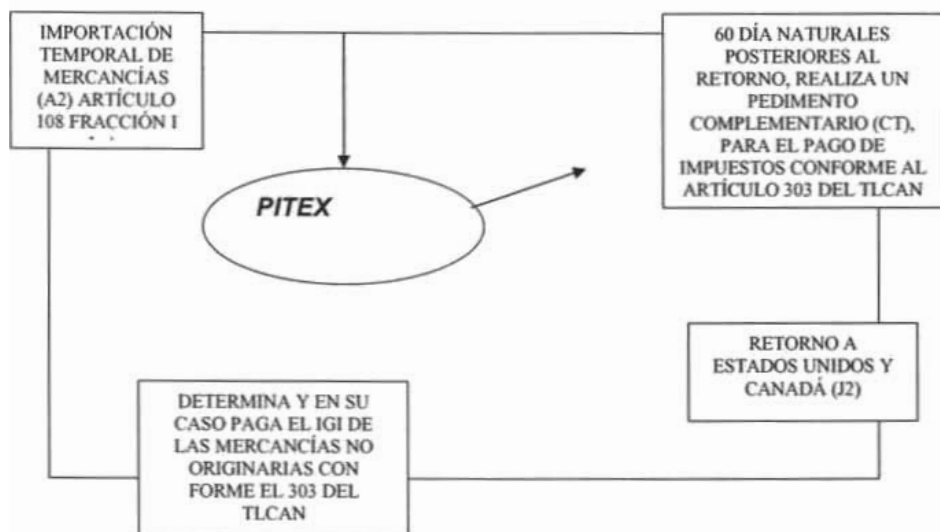 IMPORTACIÓN
TEMPORAL DE
MERCANCÍAS
(A2) ARTÍCULO
108 FRACCIÓN I
60 DÍA NATURALES
POSTERIORES AL
RETORNO, REALIZA UN
PEDIMENTO
COMPLEMENTARIO (CT),
PARA EL PAGO DE
IMPUESTOS CONFORME AL
ARTÍCULO 303 DEL TLCAN
PITEX
RETORNO A
ESTADOS UNIDOS Y
CANADÁ (J2)
DETERMINA Y EN SU
CASO PAGA EL IGI DE
LAS MERCANCÍAS NO
ORIGINARIAS CON
FORME EL 303 DEL
TLCAN